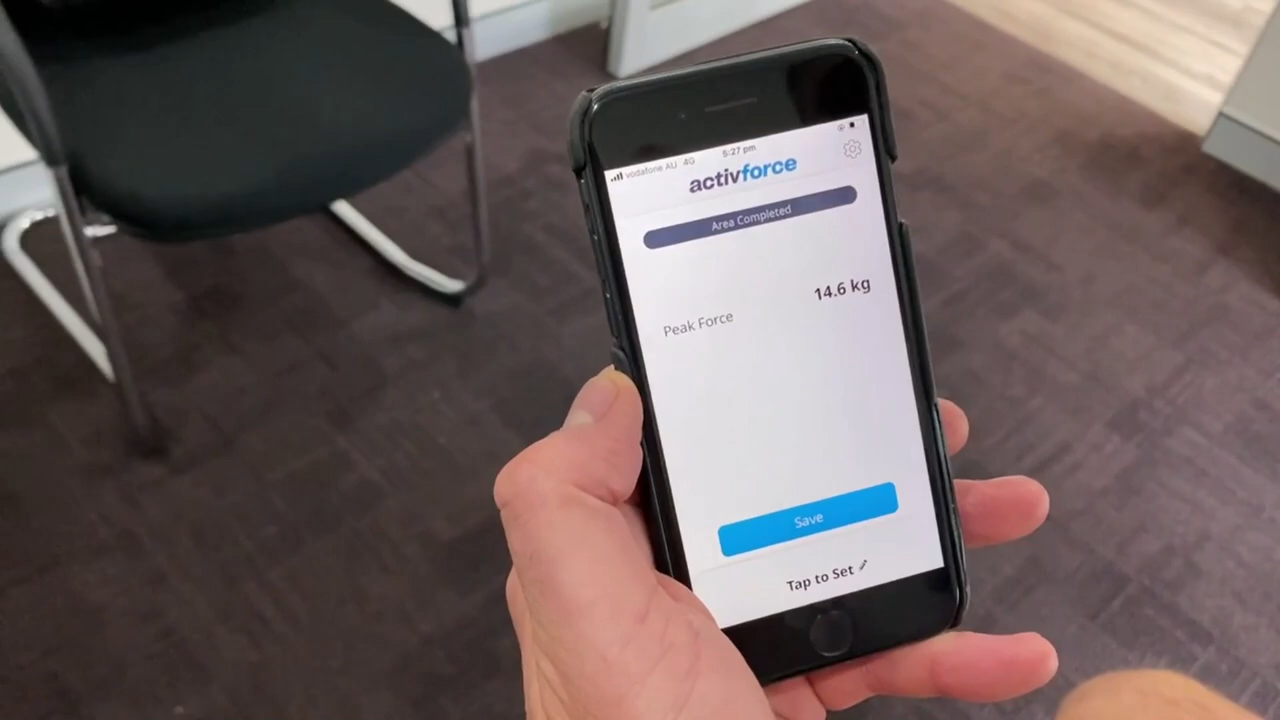 vodafone AU 4G 5:27 pm
activforce
Area Completed
14.6 kg
Peak Force
Save
Tap to Set